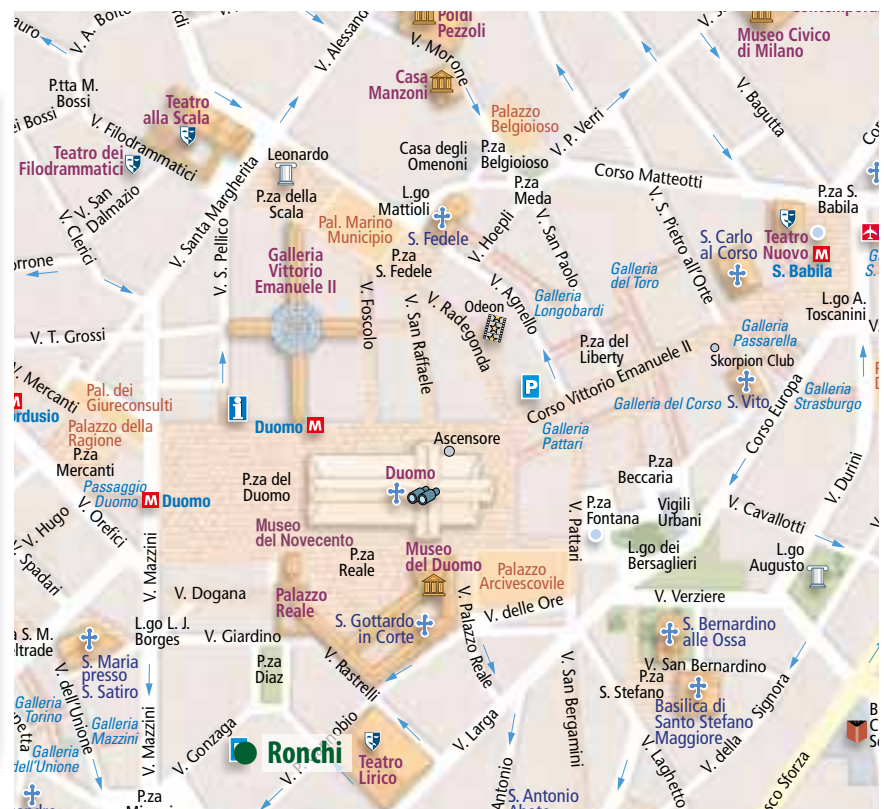 V. A. Boito
V. Alessand
Poldi
Pezzoli
V. Morone
Museo Civico
di Milano
P.tta M.
Bossi
ei Bossi
Teatro
alla Scala
Casa
Manzoni
Palazzo
Belgioioso
V. P. Verri
V. Bagutta
V. Filodrammatici
Teatro dei
Filodrammatici
Leonardo
Casa degli
Omenoni
P.za
Belgioioso
Corso Matteotti
V. San
Dalmazio
V. Clerici
V. Santa Margherita
P.za della
Scala
L.go
Mattioli
P.za
Meda
V. S. Pietro all'Orte
P.za S.
Babila
V. S. Pellico
Pal. Marino
Municipio
S. Fedele
V. Hoepli
V. San Paolo
S. Carlo
al Corso
Teatro
Nuovo
M
S. Babila
orrone
Galleria
Vittorio
Emanuele II
P.za
S. Fedele
Galleria
del Toro
V. Foscolo
V. San Raffaele
V. Radegonda
Odeon
V. Agnello
Galleria
Longobardi
L.go A.
Toscanini
V. T. Grossi
P.za del
Liberty
Galleria
Passarella
Skorpion Club
V. Mercanti
Pal. dei
Giureconsulti
P
Corso Vittorio Emanuele II
Galleria del Corso
S. Vito
Galleria
Strasburgo
Corso Europa
M
ordusio
Palazzo della
Ragione
i
Duomo M
Galleria
Pattari
P.za
Mercanti
Ascensore
Passaggio
Duomo
M Duomo
P.za del
Duomo
Duomo
P.za
Beccaria
V. Durini
V. Hugo
V. Orefici
V. Spadari
V. Mazzini
Museo
del Novecento
V. Pattari
P.za
Fontana
Vigili
Urbani
V. Cavallotti
P.za
Reale
Museo
del Duomo
Palazzo
Arcivescovile
L.go dei
Bersaglieri
L.go
Augusto
V. Dogana
Palazzo
Reale
V. Palazzo Reale
V. delle Ore
V. Verziere
a S. M.
eltrade
L.go L. J.
Borges
V. Giardino
S. Gottardo
in Corte
S. Bernardino
alle Ossa
S. Maria
presso
S. Satiro
P.za
Diaz
V. Rastrelli
V. San Bergamini
V. San Bernardino
P.za
S. Stefano
V. dell'Unione
Galleria
Torino
Galleria
Mazzini
Basilica di
Santo Stefano
Maggiore
V. della Signora
Galleria
dell'Unione
V. Mazzini
V. Gonzaga
Ronchi
Teatro
Lirico
V. Larga
V. Laghetto
P.za
Antonio
S. Antonio